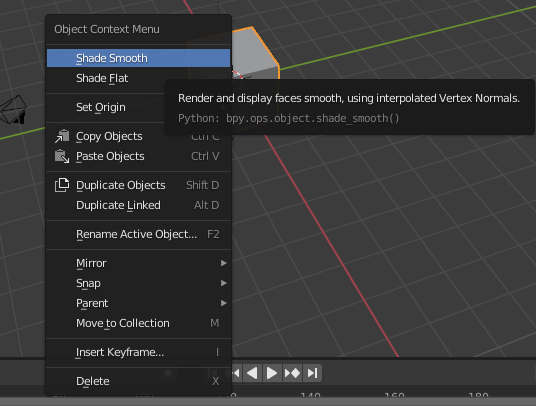 Object Context Menu
Shade Smooth
Shade Flat
Render and display faces smooth, using interpolated Vertex Normals.
Set Origin
Python: bpy.ops.object.shade_smooth()
Copy Objects Ctrl C
Paste Objects Ctrl V
Duplicate Objects Shift D
Duplicate Linked Alt D
Rename Active Object... F2
Mirror
Snap
Parent
Move to Collection M
Insert Keyframe... I
Delete X
140 160 180